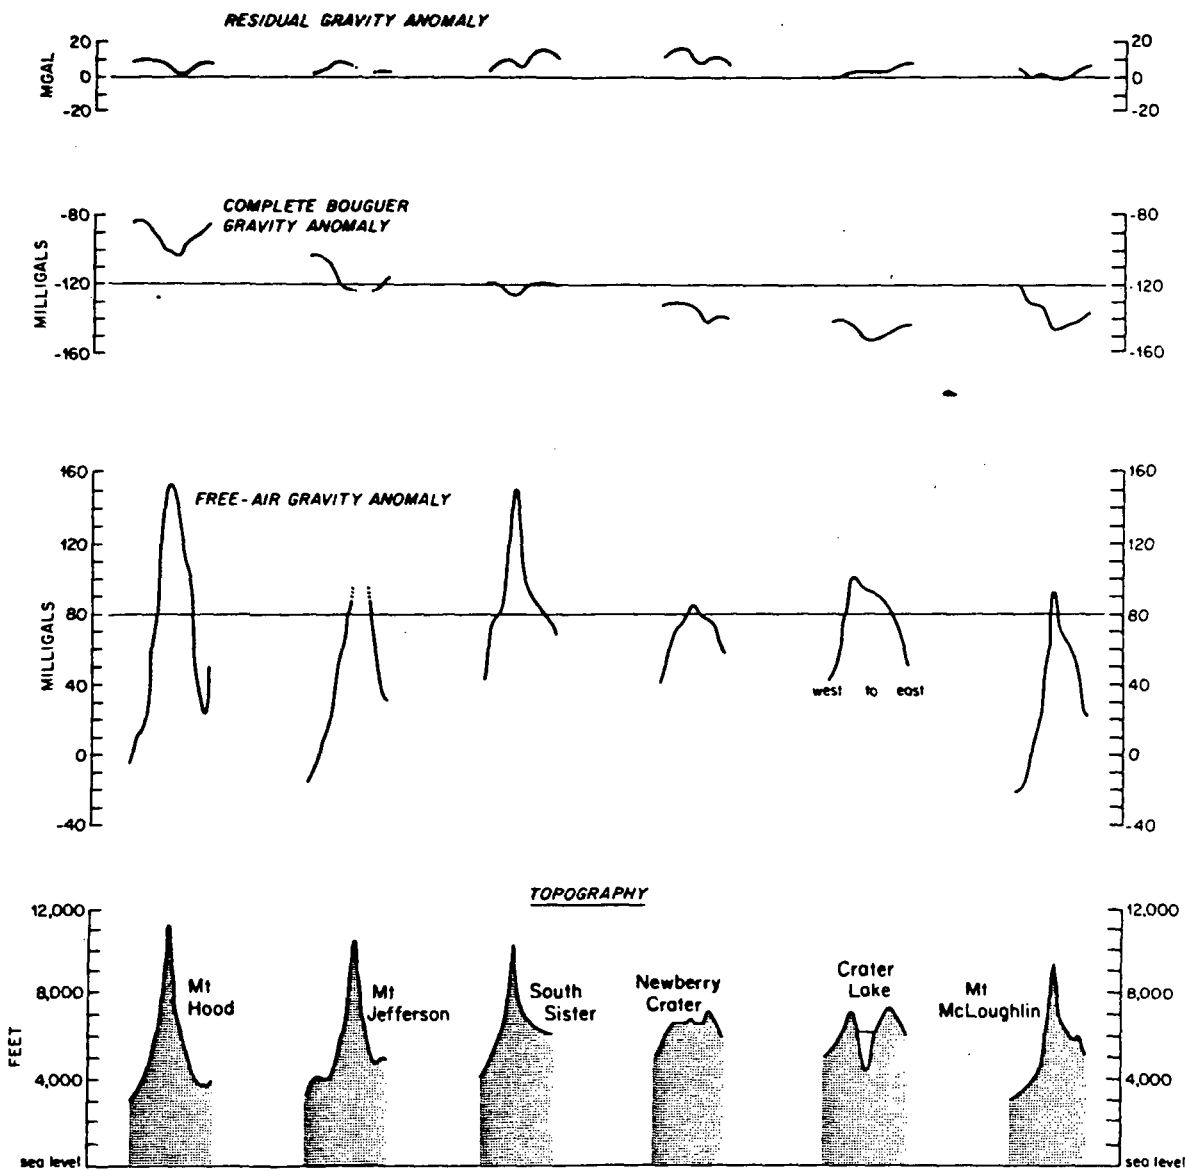 RESIDUAL GRAVITY ANOMALY
MGAL
20
0
-20
20
0
-20
COMPLETE BOUGUER
GRAVITY ANOMALY
MILLIGALS
-80
-120
-160
-80
-120
-160
FREE-AIR GRAVITY ANOMALY
MILLIGALS
160
120
80
40
0
-40
160
120
80
40
0
-40
west to east
TOPOGRAPHY
FEET
12,000
8,000
4,000
sea level
12,000
8,000
4,000
sea level
Mt
Hood
Mt
Jefferson
South
Sister
Newberry
Crater
Crater
Lake
Mt
McLoughlin